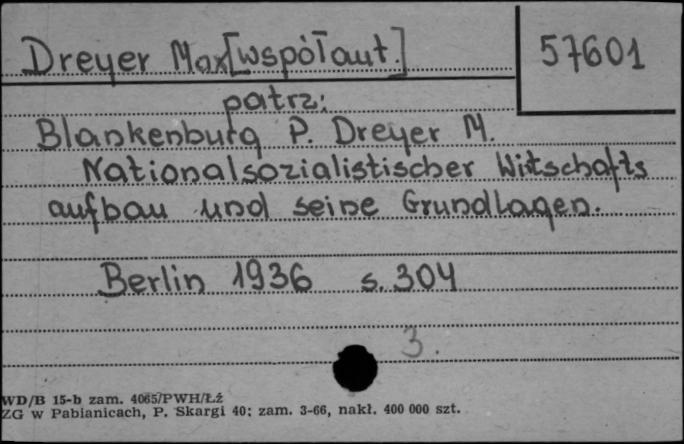 Dreyer Max [współaut.]
57601
patrz:
Blankenburg P. Dreyer M.
Nationalsozialistischer Wirtschafts
aufbau und seine Grundlagen.
Berlin 1936 s. 304
3.
WD/B 15-b zam. 4065/PWH/Łż
ZG w Pabianicach, P. Skargi 40; zam. 3-66, nakł. 400 000 szt.